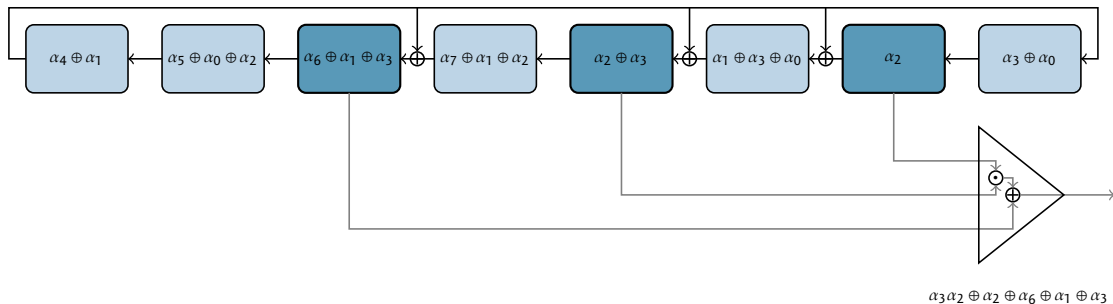 α₄ ⊕ α₁
α₅ ⊕ α₀ ⊕ α₂
α₆ ⊕ α₁ ⊕ α₃
α₇ ⊕ α₁ ⊕ α₂
α₂ ⊕ α₃
α₁ ⊕ α₃ ⊕ α₀
α₂
α₃ ⊕ α₀
α₃α₂ ⊕ α₂ ⊕ α₆ ⊕ α₁ ⊕ α₃